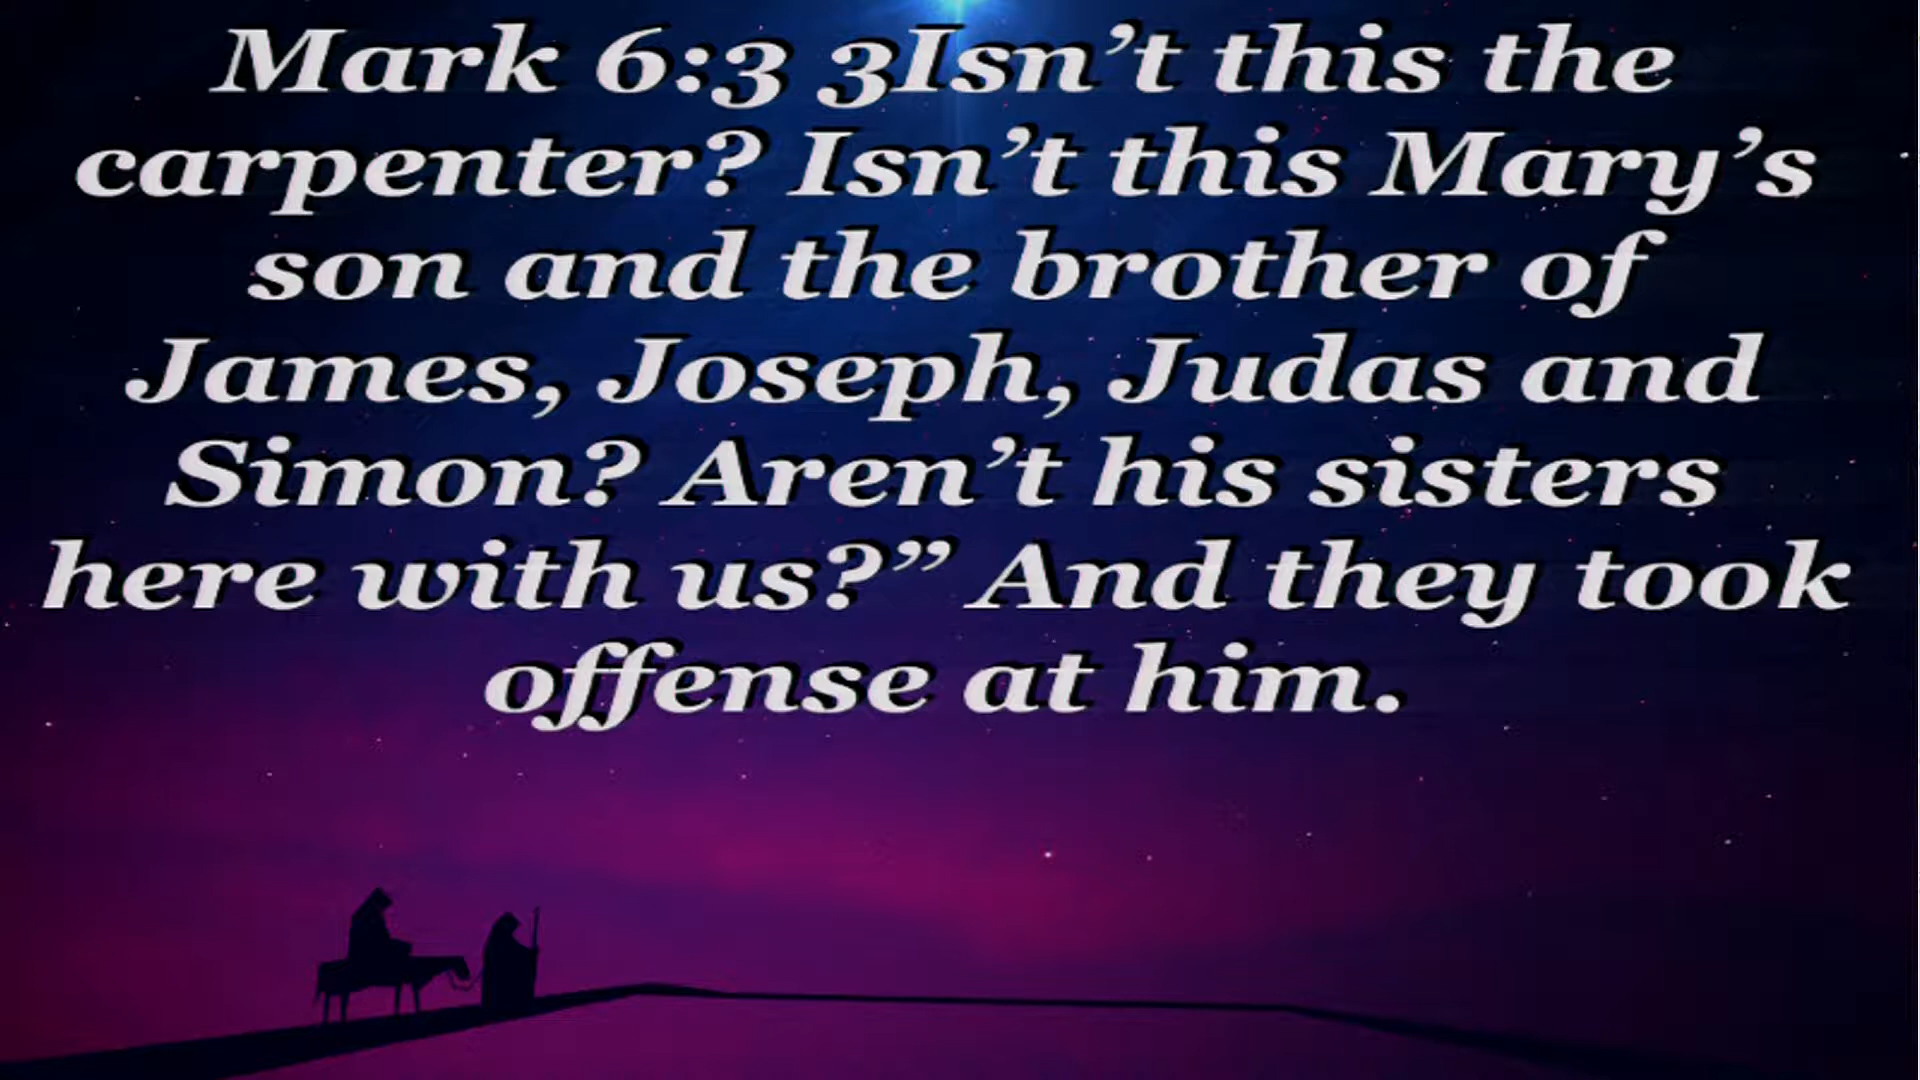 Mark 6:3 3Isn’t this the
carpenter? Isn’t this Mary’s
son and the brother of
James, Joseph, Judas and
Simon? Aren’t his sisters
here with us?” And they took
offense at him.